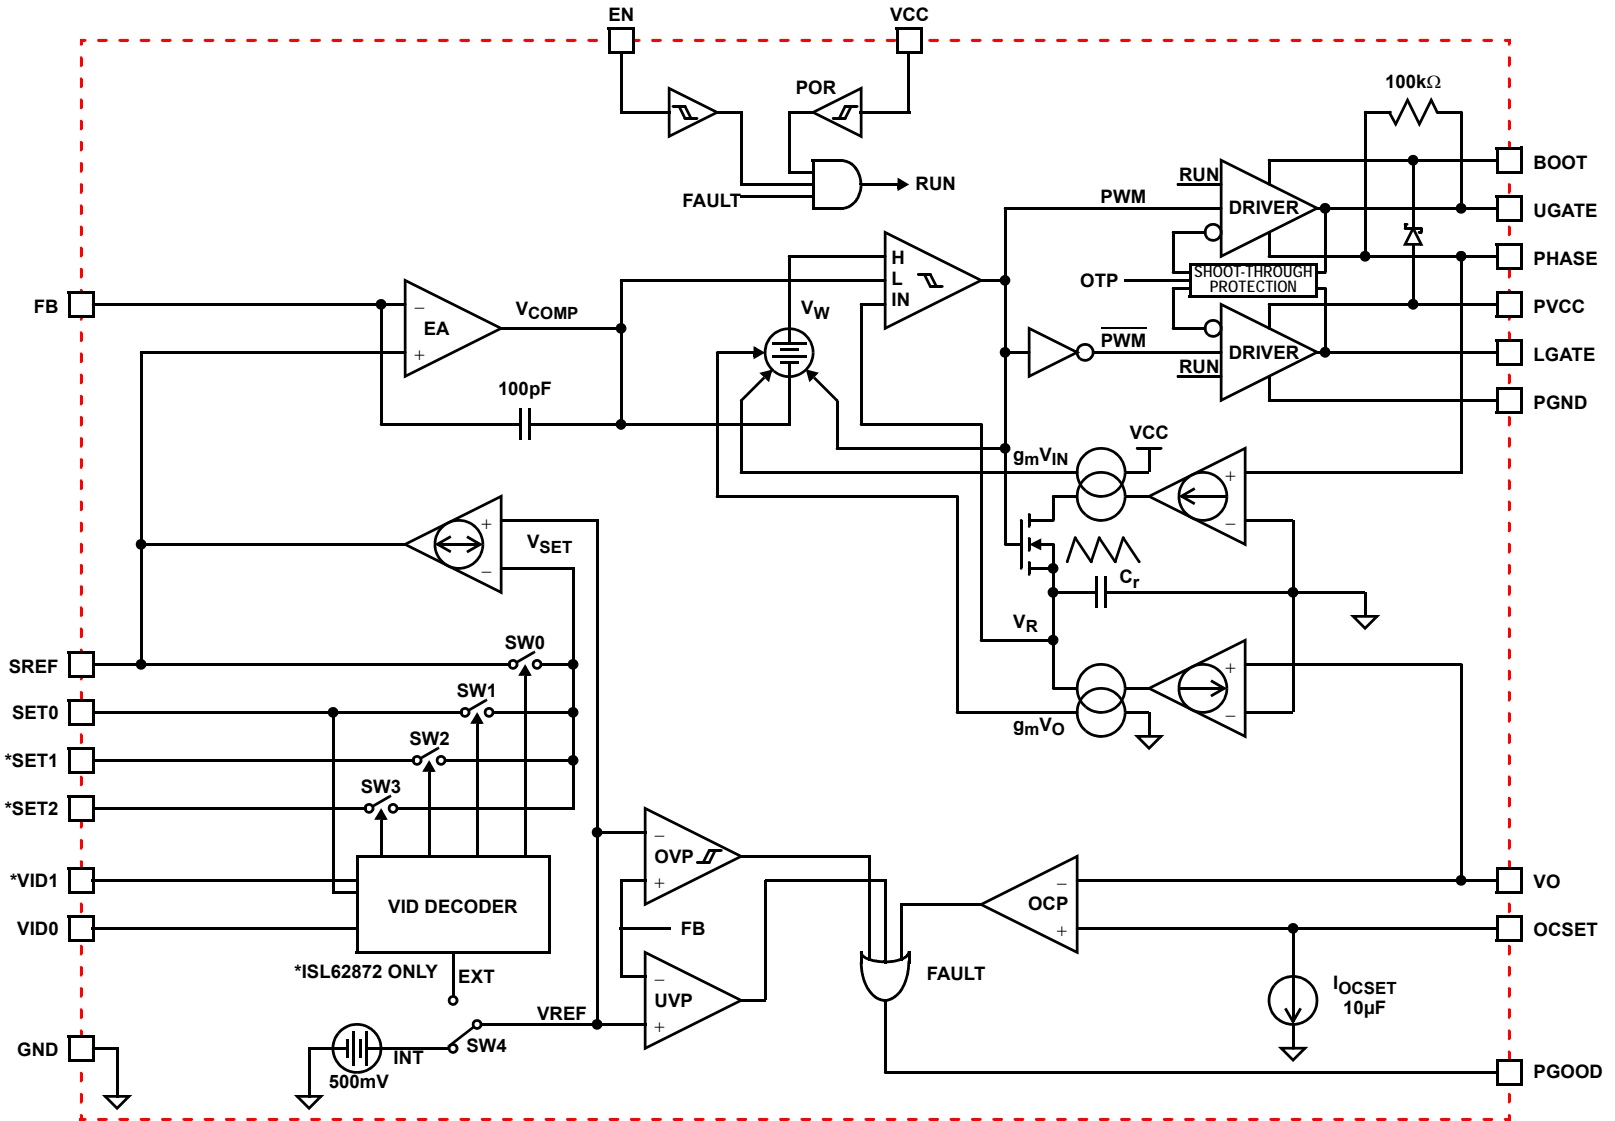 EN
VCC
POR
100kΩ
BOOT
RUN
RUN
FAULT
PWM
DRIVER
UGATE
H
L
IN
PHASE
OTP
SHOOT-THROUGH
PROTECTION
FB
−
EA
+
VCOMP
VW
PVCC
PWM
DRIVER
RUN
LGATE
100pF
PGND
VCC
gmVIN
+
−
+
−
VSET
Cr
VR
SW0
SREF
SW1
SET0
+
−
gmVO
SW2
*SET1
SW3
*SET2
−
OVP
+
*VID1
VID DECODER
VID0
FB
−
OCP
+
VO
OCSET
*ISL62872 ONLY
EXT
−
UVP
+
FAULT
IOCSET
10µF
VREF
SW4
INT
GND
500mV
PGOOD